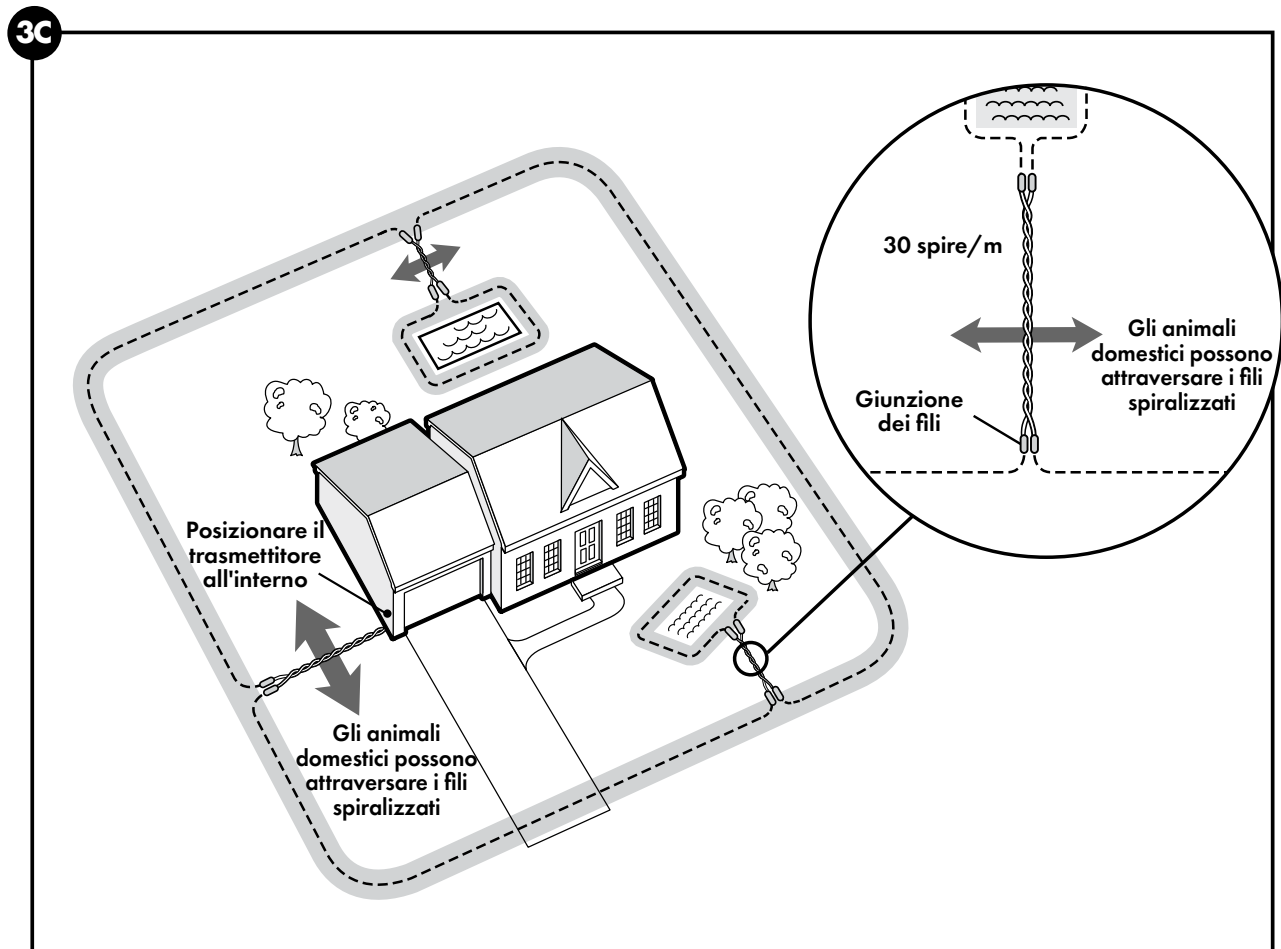 3C
30 spire/m
Gli animali
domestici possono
attraversare i fili
spiralizzati
Giunzione
dei fili
Posizionare il
trasmettitore
all'interno
Gli animali
domestici possono
attraversare i fili
spiralizzati